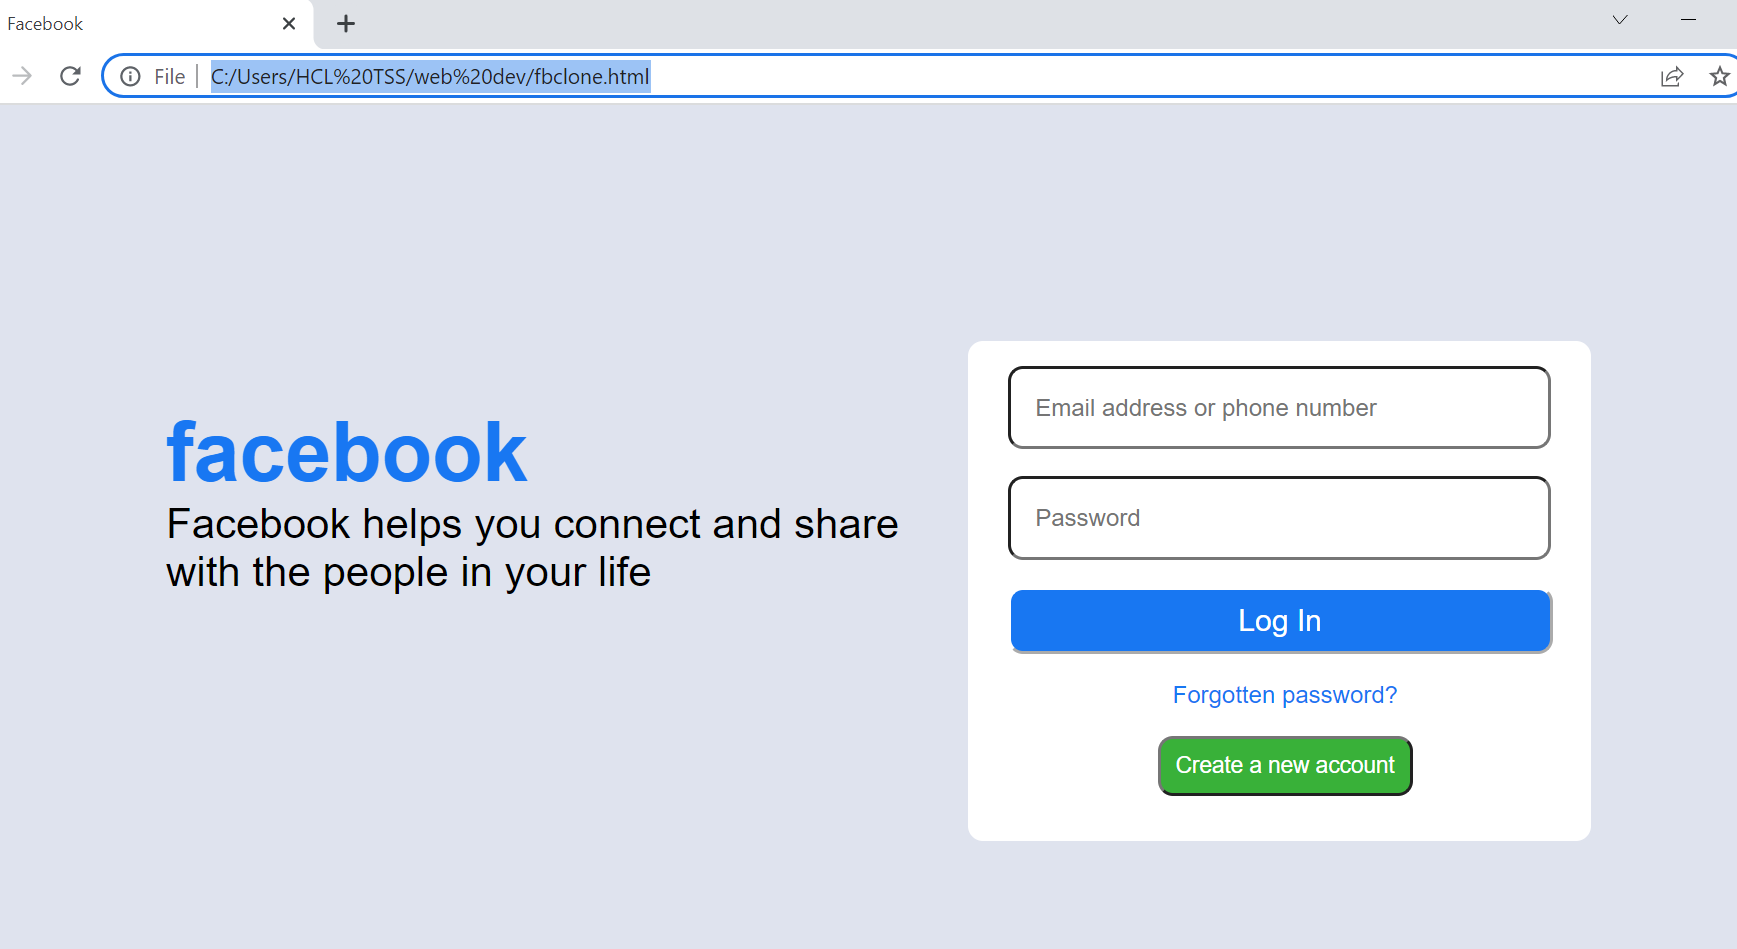 Facebook
File
C:/Users/HCL%20TSS/web%20dev/fbclone.html
facebook
Facebook helps you connect and share
with the people in your life
Email address or phone number
Password
Log In
Forgotten password?
Create a new account